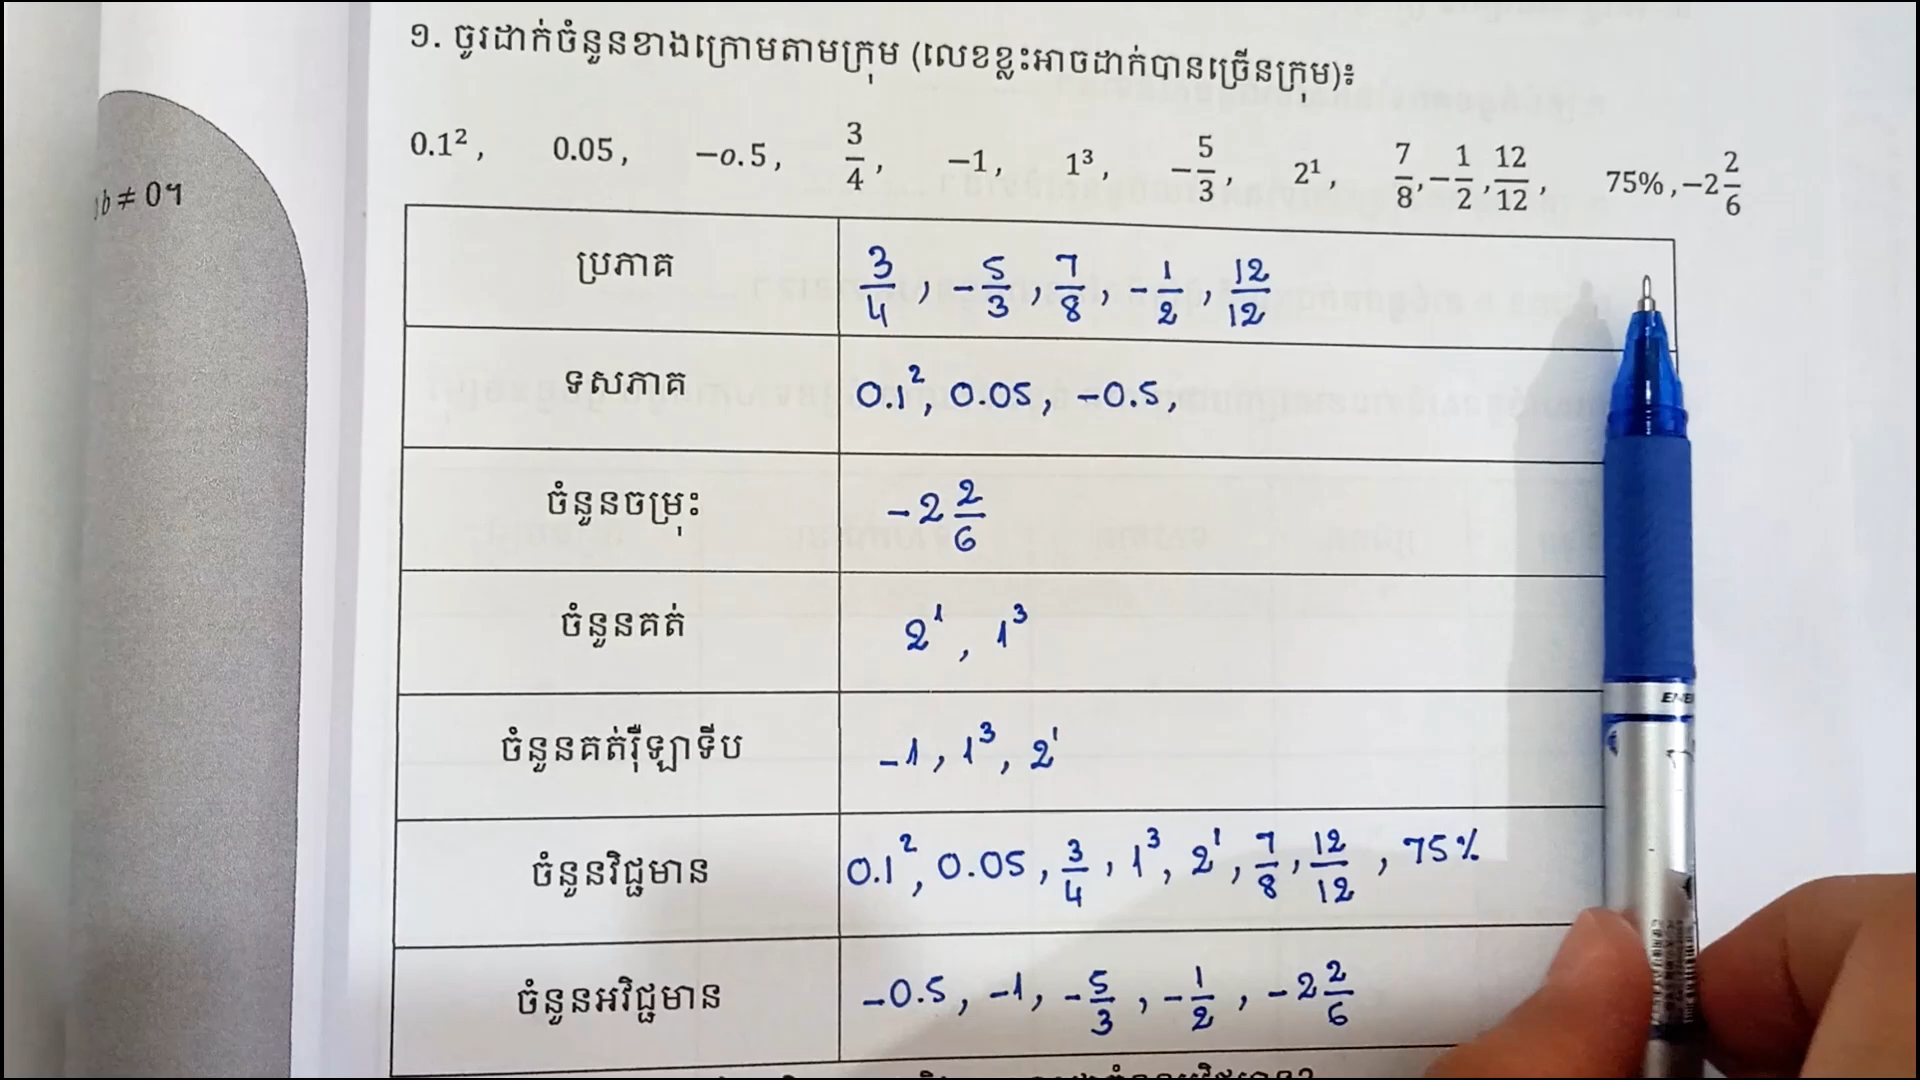 ១. ចូរដាក់ចំនួនខាងក្រោមតាមក្រុម (លេខខ្លះអាចដាក់បានច្រើនក្រុម)៖
0.1², 0.05, −0.5, 3/4, −1, 1³, −5/3, 2¹, 7/8, −1/2, 12/12, 75%, −2 2/6
b ≠ 0។
ប្រភាគ 3/4, -5/3, 7/8, -1/2, 12/12
ទសភាគ 0.1², 0.05, -0.5,
ចំនួនចម្រុះ -2 2/6
ចំនួនគត់ 2¹, 1³
ចំនួនគត់រ៉ឺឡាទីប -1, 1³, 2¹
ចំនួនវិជ្ជមាន 0.1², 0.05, 3/4, 1³, 2¹, 7/8, 12/12, 75%
ចំនួនអវិជ្ជមាន -0.5, -1, -5/3, -1/2, -2 2/6